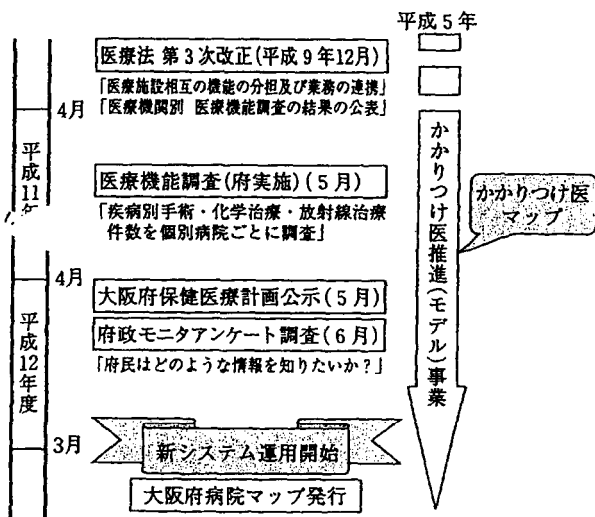 平成5年
医療法 第3次改正(平成9年12月)
「医療施設相互の機能の分担及び業務の連携」
「医療機関別 医療機能調査の結果の公表」
4月
平成11年
医療機能調査(府実施)(5月)
「疾病別手術・化学治療・放射線治療
件数を個別病院ごとに調査」
かかりつけ医
マップ
かかりつけ医推進(モデル)事業
4月
大阪府保健医療計画公示(5月)
府政モニタアンケート調査(6月)
「府民はどのような情報を知りたいか?」
平成12年度
3月
新システム運用開始
大阪府病院マップ発行